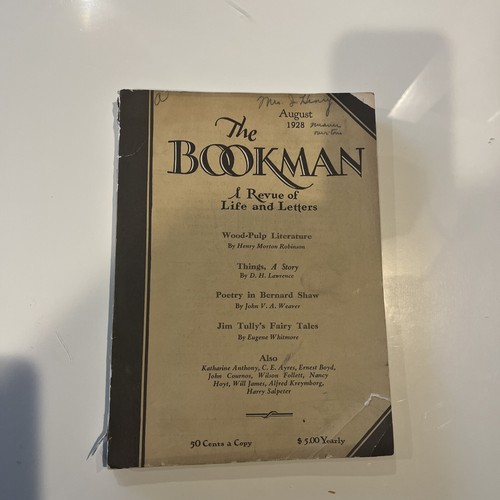 Mrs. J. Henry
August
1928
The
BOOKMAN
A Revue of
Life and Letters
Wood-Pulp Literature
By Henry Morton Robinson
Things, A Story
By D. H. Lawrence
Poetry in Bernard Shaw
By John V. A. Weaver
Jim Tully's Fairy Tales
By Eugene Whitmore
Also
Katharine Anthony, C. E. Ayres, Ernest Boyd,
John Cournos, Wilson Follett, Nancy
Hoyt, Will James, Alfred Kreymborg,
Harry Salpeter
50 Cents a Copy $5.00 Yearly